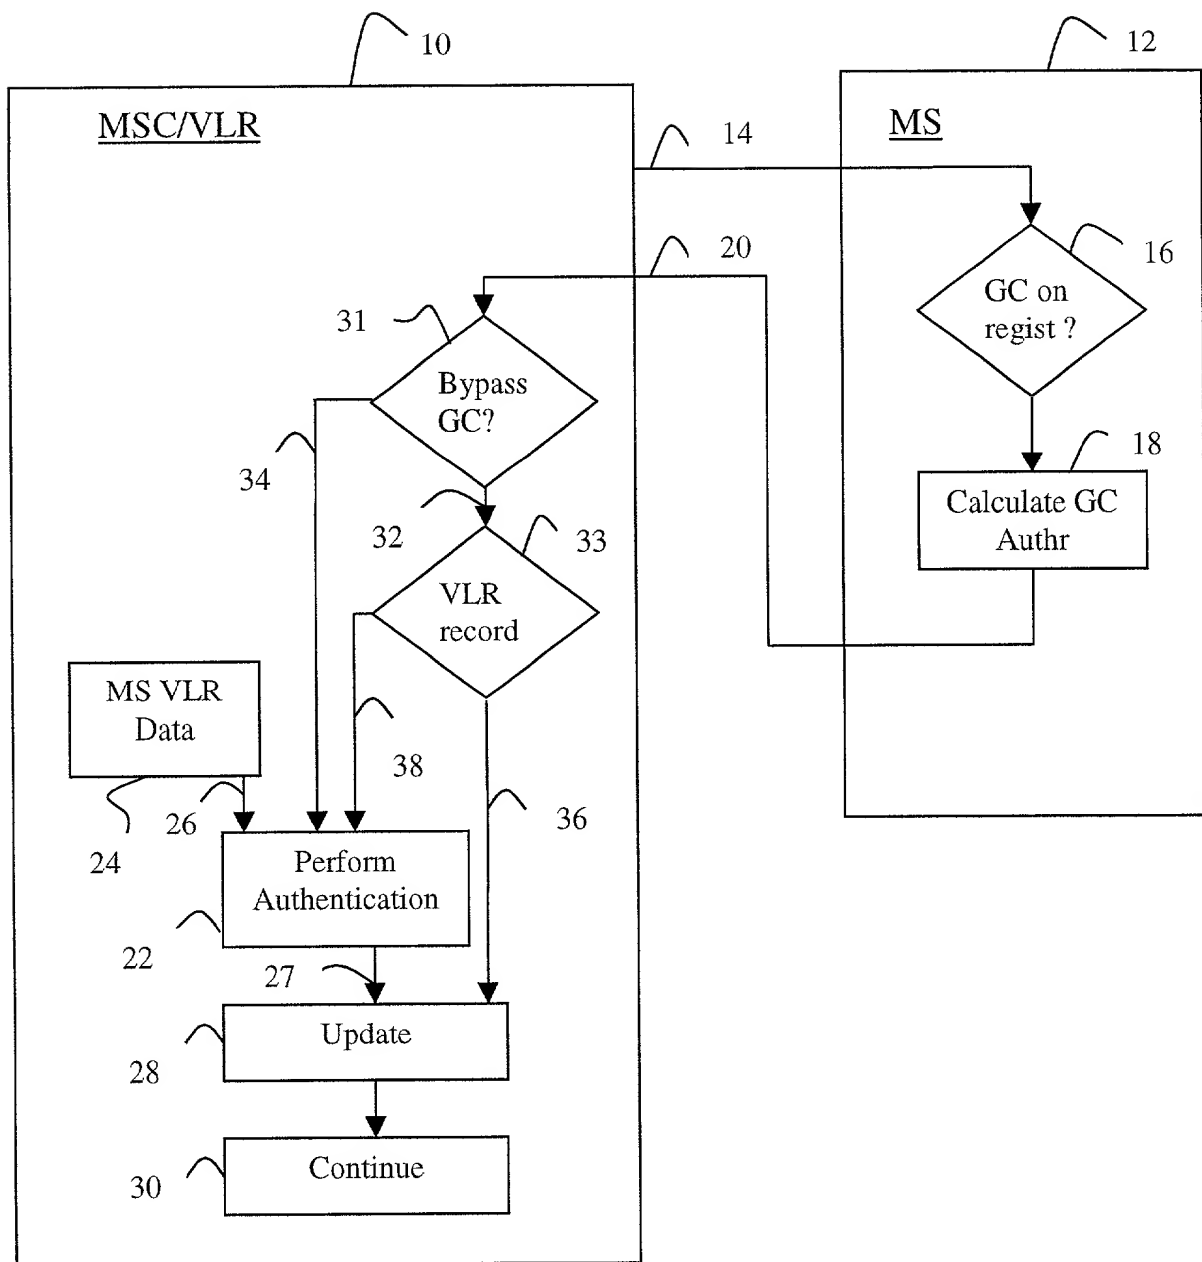 10
12
MSC/VLR
MS
14
20
16
GC on
regist ?
31
Bypass
GC?
18
34
Calculate GC
Authr
32
33
VLR
record
MS VLR
Data
38
26
36
24
Perform
Authentication
22
27
Update
28
Continue
30